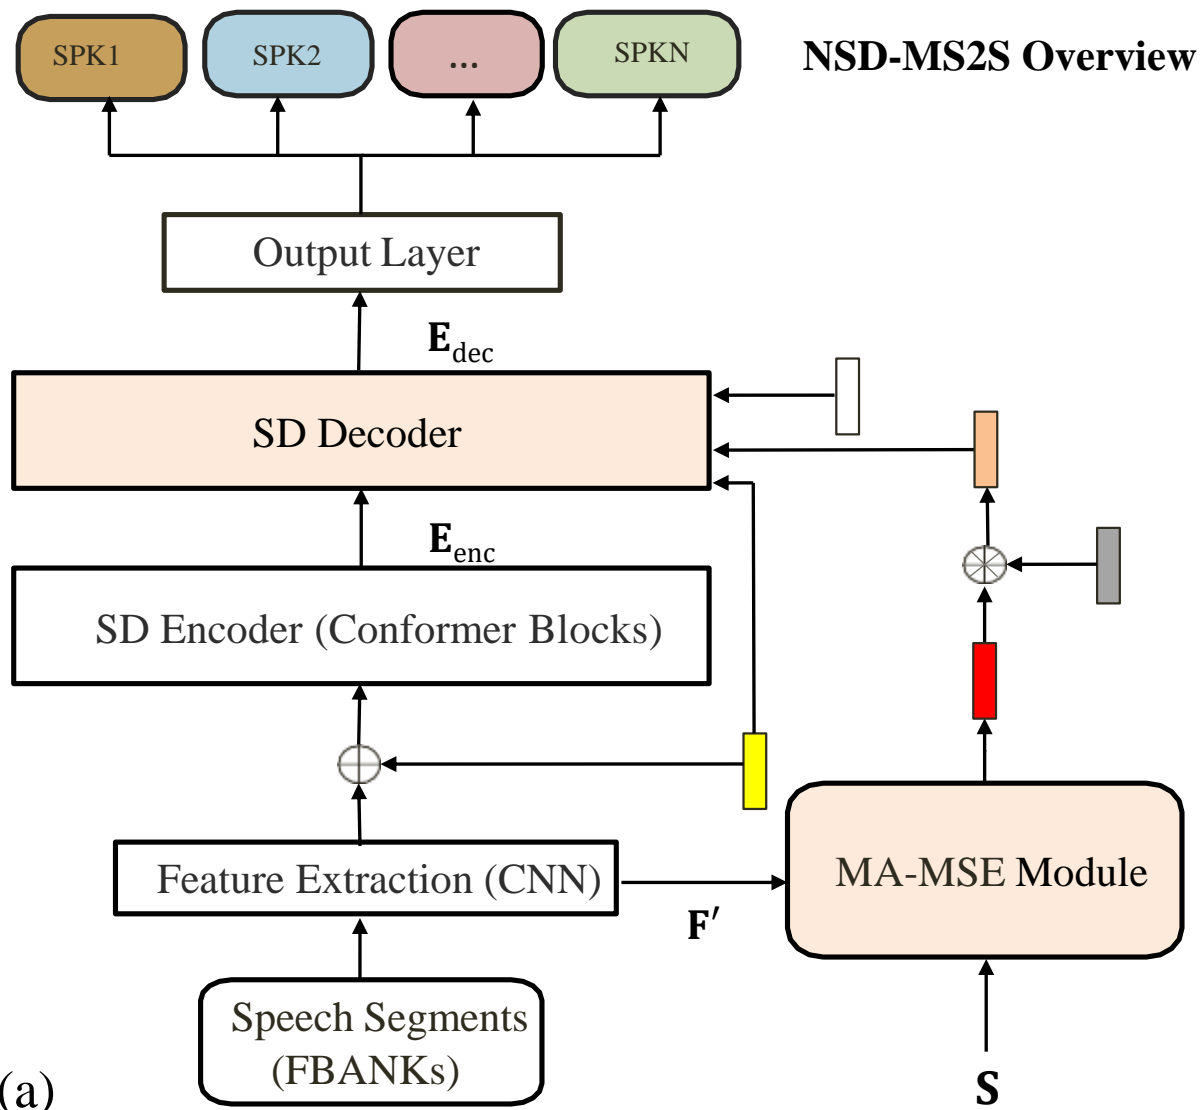 SPK1 SPK2 ... SPKN
NSD-MS2S Overview
Output Layer
E_dec
SD Decoder
E_enc
SD Encoder (Conformer Blocks)
Feature Extraction (CNN)
F′
MA-MSE Module
Speech Segments
(FBANKs)
S
(a)